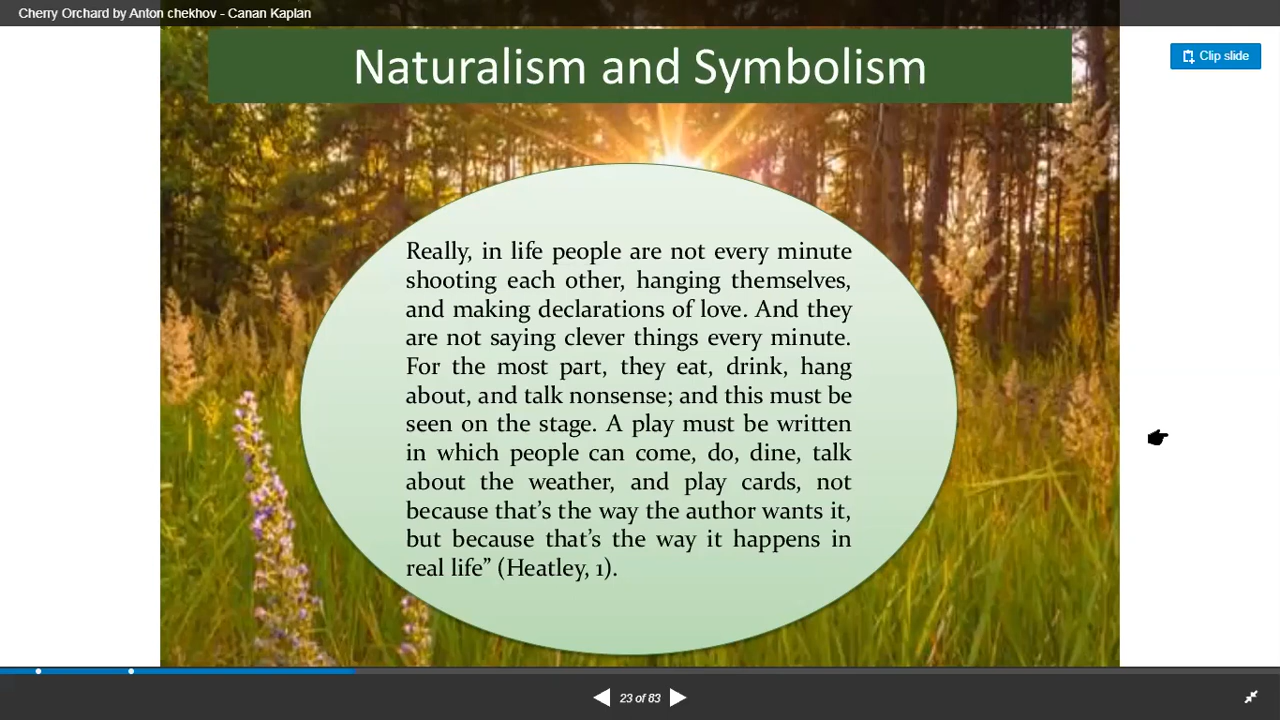 Cherry Orchard by Anton chekhov - Canan Kaplan
Naturalism and Symbolism
Clip slide
Really, in life people are not every minute
shooting each other, hanging themselves,
and making declarations of love. And they
are not saying clever things every minute.
For the most part, they eat, drink, hang
about, and talk nonsense; and this must be
seen on the stage. A play must be written
in which people can come, do, dine, talk
about the weather, and play cards, not
because that’s the way the author wants it,
but because that’s the way it happens in
real life” (Heatley, 1).
23 of 83